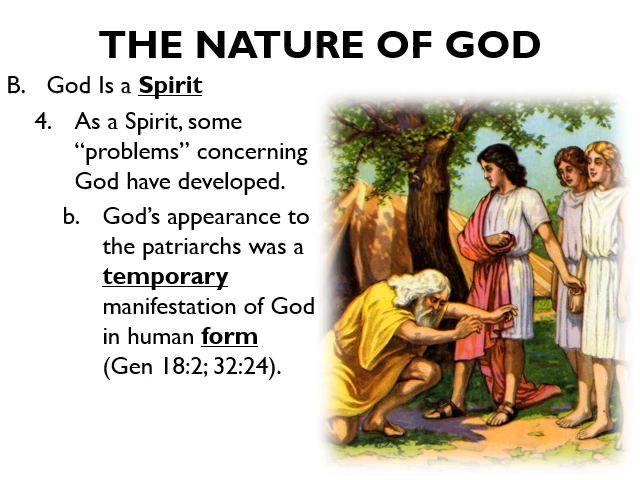 THE NATURE OF GOD
B. God Is a Spirit
4. As a Spirit, some
“problems” concerning
God have developed.
b. God’s appearance to
the patriarchs was a
temporary
manifestation of God
in human form
(Gen 18:2; 32:24).